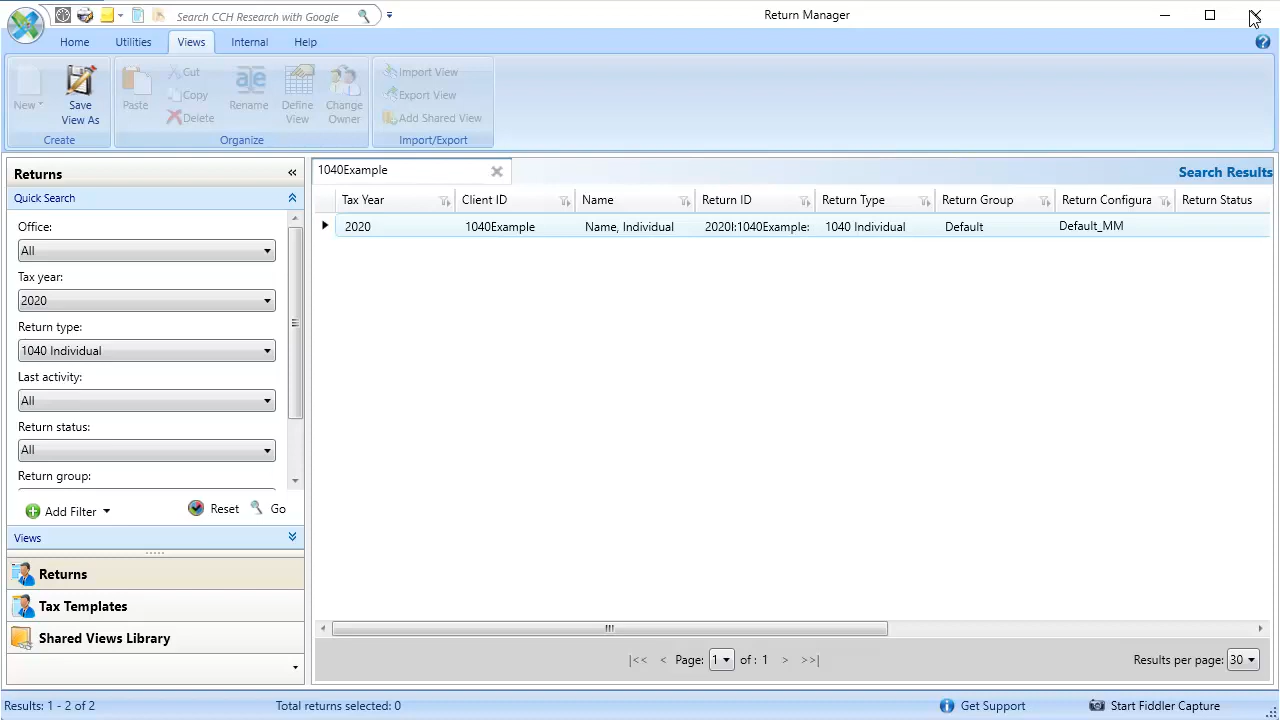 Search CCH Research with Google
Return Manager
Home Utilities Views Internal Help
New
Save View As
Paste
Cut
Copy
Delete
Rename
Define View
Change Owner
Import View
Export View
Add Shared View
Create Organize Import/Export
Returns
Quick Search
Office:
All
Tax year:
2020
Return type:
1040 Individual
Last activity:
All
Return status:
All
Return group:
Add Filter Reset Go
Views
Returns
Tax Templates
Shared Views Library
1040Example
Search Results
Tax Year Client ID Name Return ID Return Type Return Group Return Configura Return Status
2020 1040Example Name, Individual 2020I:1040Example: 1040 Individual Default Default_MM
|<< < Page: 1 of : 1 > >>| Results per page: 30
Results: 1 - 2 of 2 Total returns selected: 0 Get Support Start Fiddler Capture